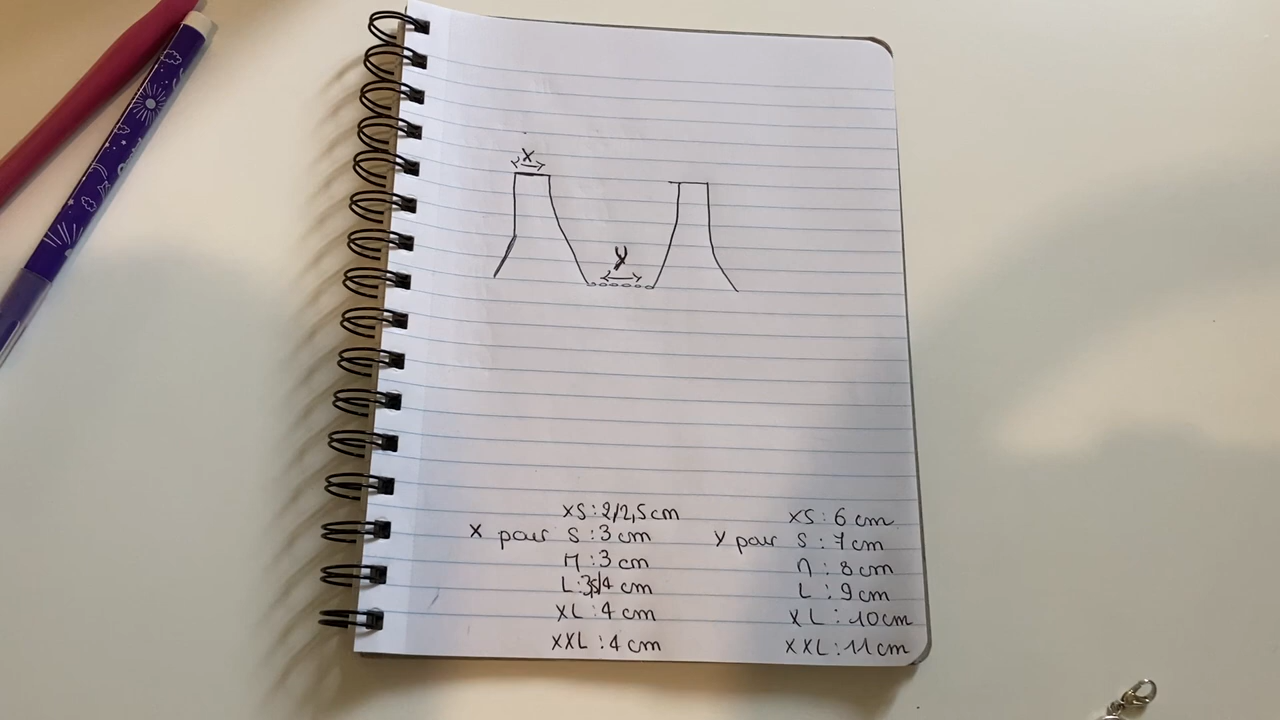 X
Y
XS : 2/2,5 cm
X pour S : 3 cm
M : 3 cm
L : 3,5/4 cm
XL : 4 cm
XXL : 4 cm
XS : 6 cm
Y pour S : 7 cm
M : 8 cm
L : 9 cm
XL : 10 cm
XXL : 11 cm